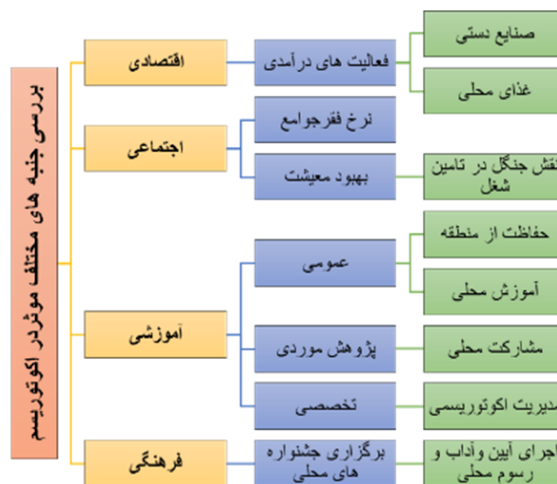 بررسی جنبه های مختلف موثردر اکوتوریسم
اقتصادی
فعالیت های درآمدی
صنایع دستی
غذای محلی
اجتماعی
نرخ فقرجوامع
بهبود معیشت
نقش جنگل در تامین
شغل
آموزشی
عمومی
حفاظت از منطقه
آموزش محلی
پژوهش موردی
مشارکت محلی
تخصصی
مدیریت اکوتوریسمی
فرهنگی
برگزاری جشنواره
های محلی
اجرای آیین وآداب و
رسوم محلی